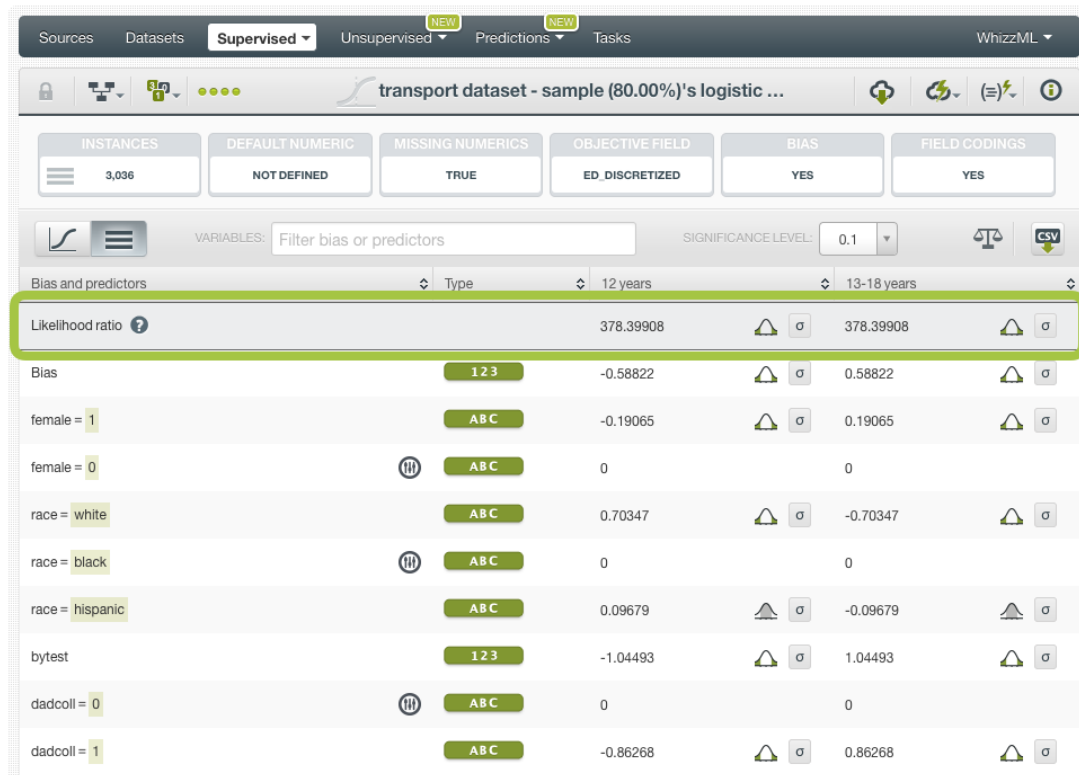 NEW NEW
Sources Datasets Supervised Unsupervised Predictions Tasks WhizzML
transport dataset - sample (80.00%)'s logistic ...
INSTANCES DEFAULT NUMERIC MISSING NUMERICS OBJECTIVE FIELD BIAS FIELD CODINGS
3,036 NOT DEFINED TRUE ED_DISCRETIZED YES YES
VARIABLES: Filter bias or predictors SIGNIFICANCE LEVEL: 0.1 CSV
Bias and predictors Type 12 years 13-18 years
Likelihood ratio ? 378.39908 σ 378.39908 σ
Bias 123 -0.58822 σ 0.58822 σ
female = 1 ABC -0.19065 σ 0.19065 σ
female = 0 ABC 0 0
race = white ABC 0.70347 σ -0.70347 σ
race = black ABC 0 0
race = hispanic ABC 0.09679 σ -0.09679 σ
bytest 123 -1.04493 σ 1.04493 σ
dadcoll = 0 ABC 0 0
dadcoll = 1 ABC -0.86268 σ 0.86268 σ